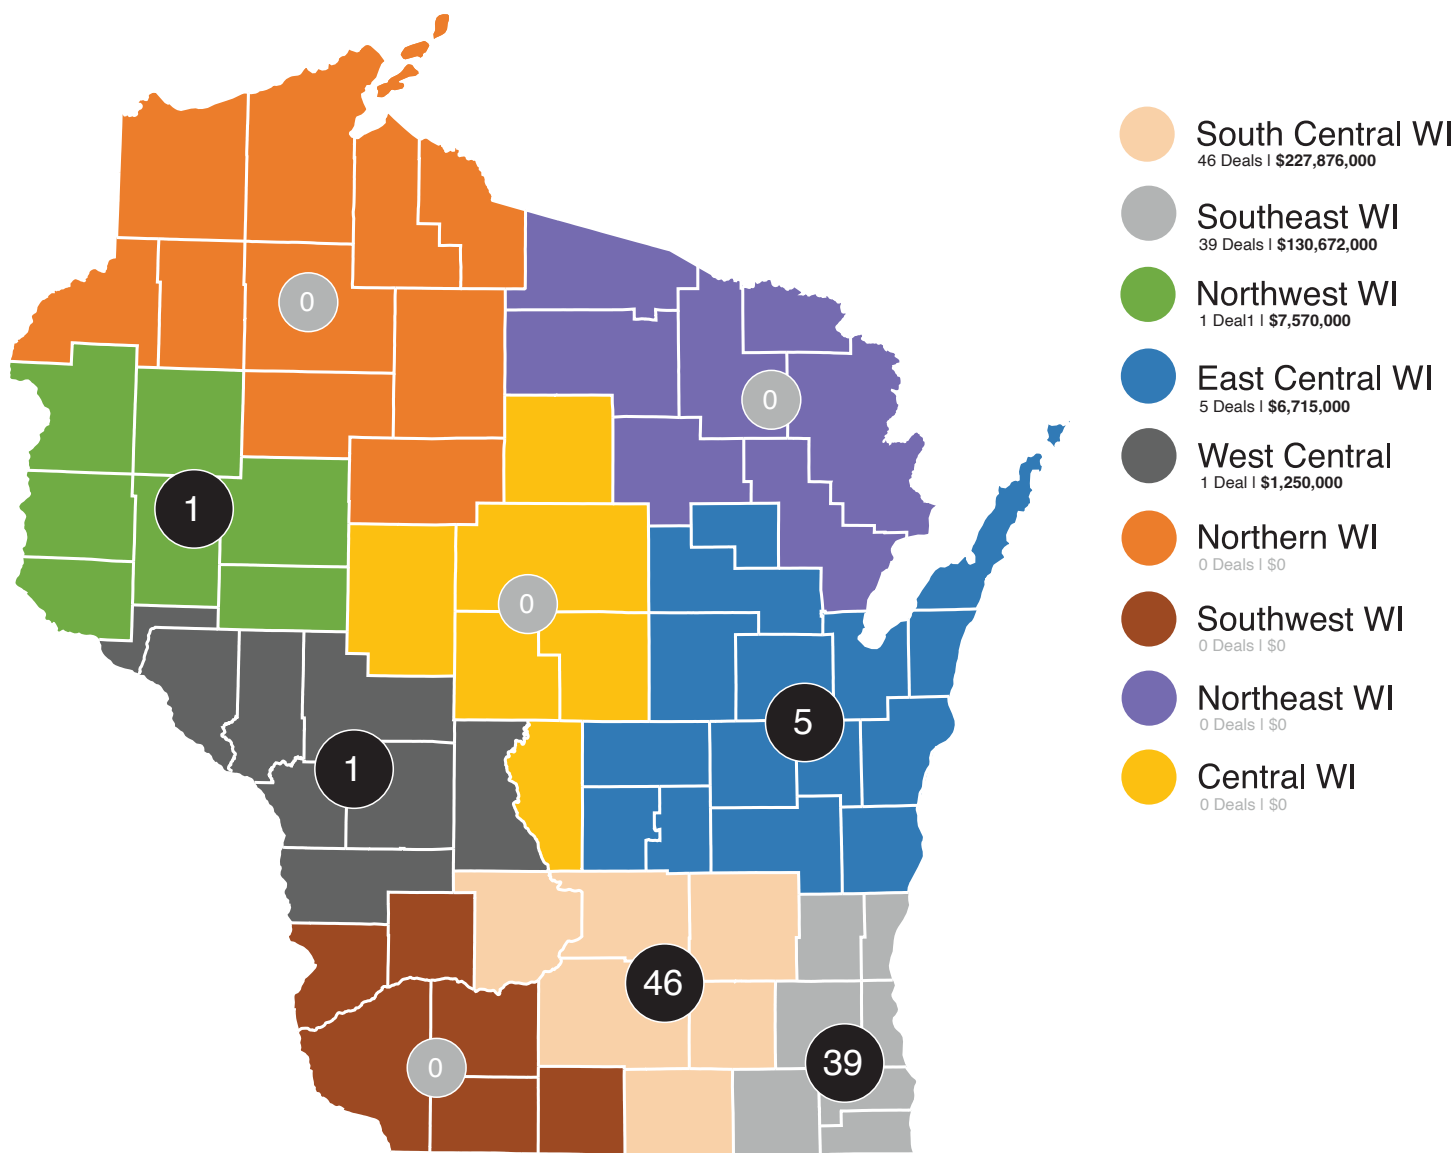 0
0
1
0
5
1
46
39
0
South Central WI
46 Deals | $227,876,000
Southeast WI
39 Deals | $130,672,000
Northwest WI
1 Deal1 | $7,570,000
East Central WI
5 Deals | $6,715,000
West Central
1 Deal | $1,250,000
Northern WI
0 Deals | $0
Southwest WI
0 Deals | $0
Northeast WI
0 Deals | $0
Central WI
0 Deals | $0